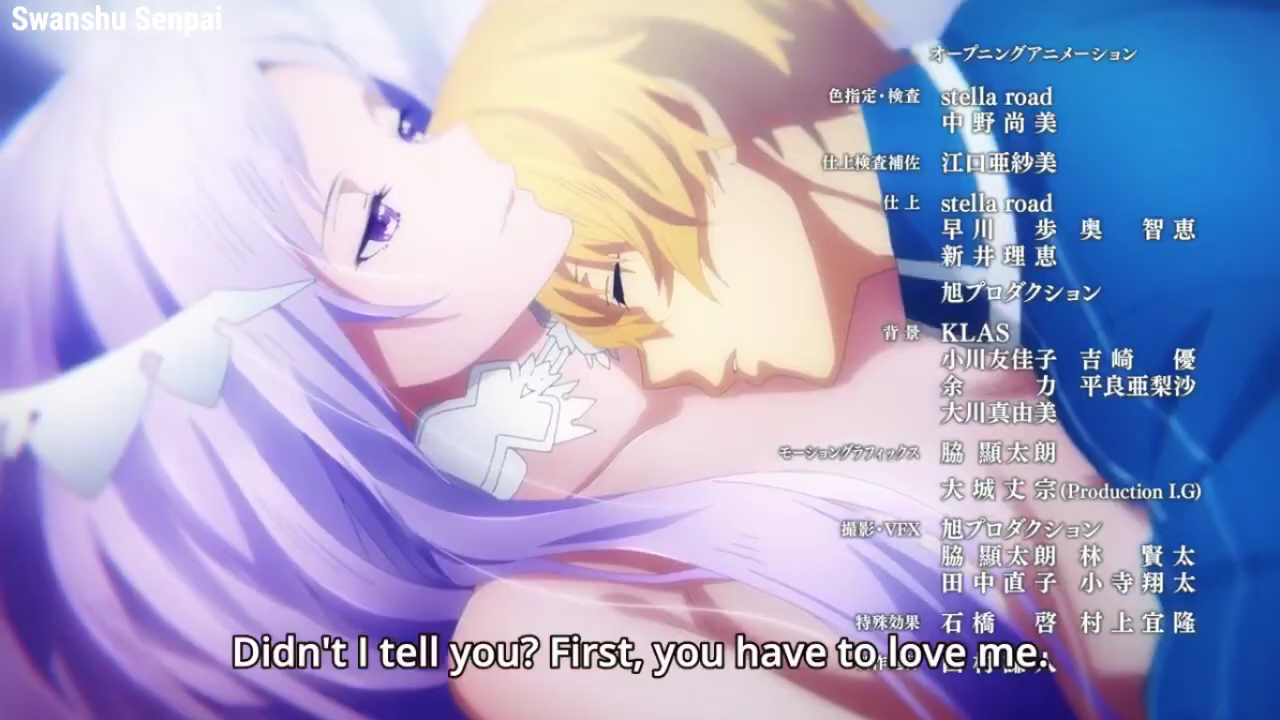 Swanshu Senpai
オープニングアニメーション
色指定・検査 stella road
中野尚美
仕上検査補佐 江口亜紗美
仕上 stella road
早川 歩 奥 智恵
新井理恵
旭プロダクション
背景 KLAS
小川友佳子 吉崎 優
余 力 平良亜梨沙
大川真由美
モーショングラフィックス 脇 顯太朗
大城丈宗(Production I.G)
撮影・VFX 旭プロダクション
脇 顯太朗 林 賢太
田中直子 小寺翔太
特殊効果 石橋 啓 村上宜隆
Didn't I tell you? First, you have to love me.